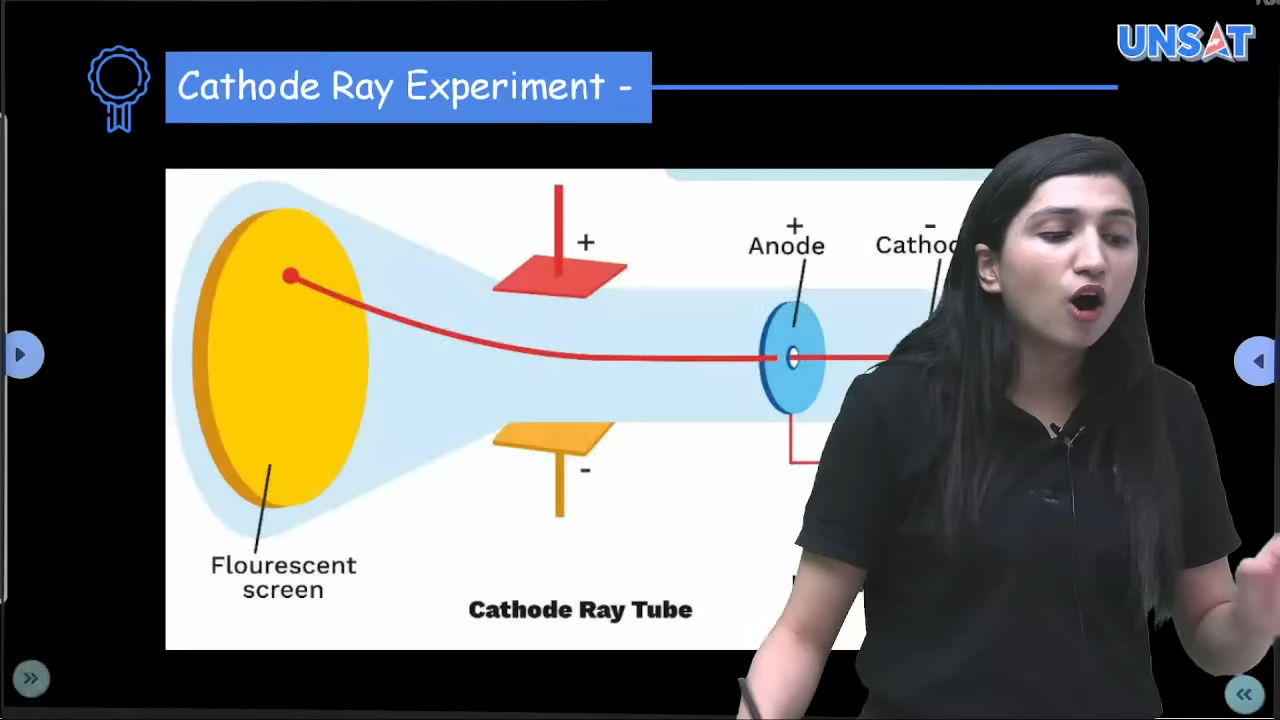 UNSAT
Cathode Ray Experiment -
+
+
-
Anode
-
Flourescent
screen
Cathode Ray Tube